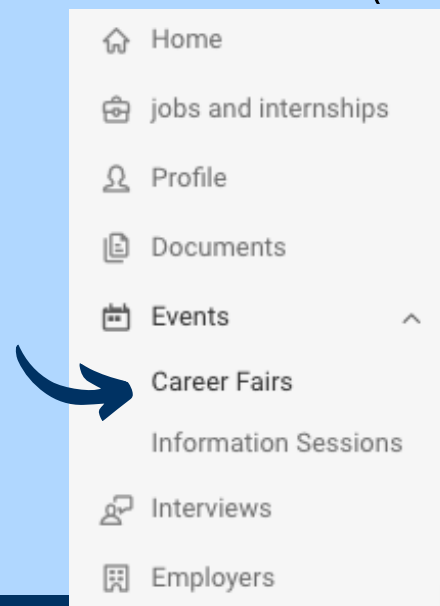 Home
jobs and internships
Profile
Documents
Events
Career Fairs
Information Sessions
Interviews
Employers